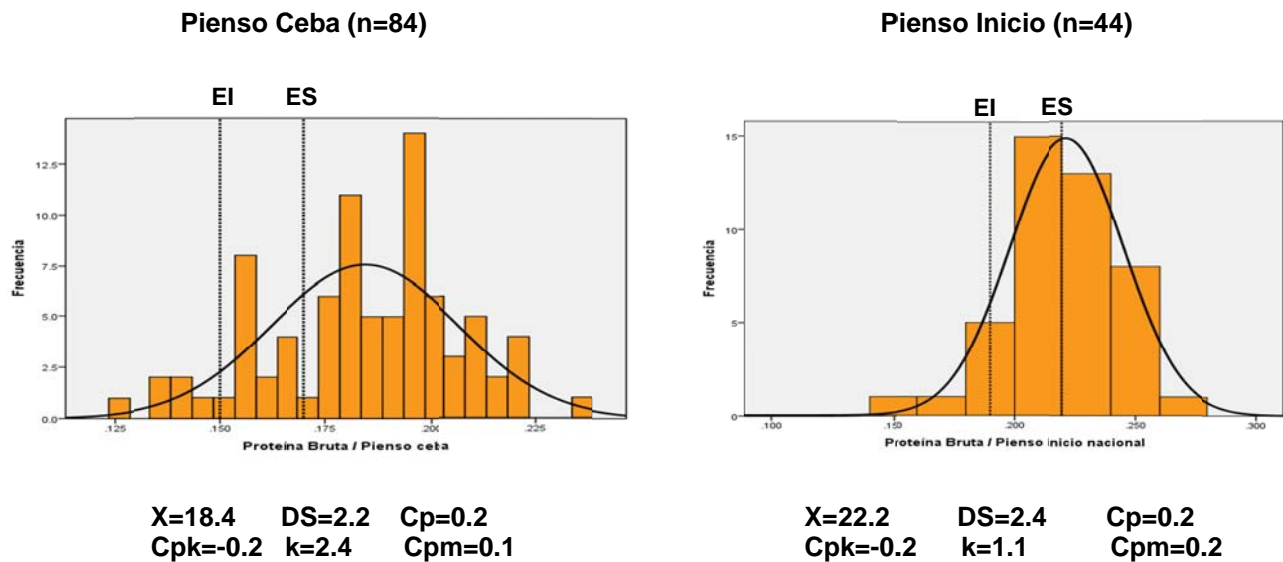 Pienso Ceba (n=84)
EI ES
12.5
10.0
7.5
5.0
2.5
0.0
Frecuencia
.125 .150 .175 .200 .225
Proteína Bruta / Pienso ceba
X=18.4 DS=2.2 Cp=0.2
Cpk=-0.2 k=2.4 Cpm=0.1
Pienso Inicio (n=44)
EI ES
15
10
5
0
Frecuencia
.100 .150 .200 .250 .300
Proteína Bruta / Pienso inicio nacional
X=22.2 DS=2.4 Cp=0.2
Cpk=-0.2 k=1.1 Cpm=0.2